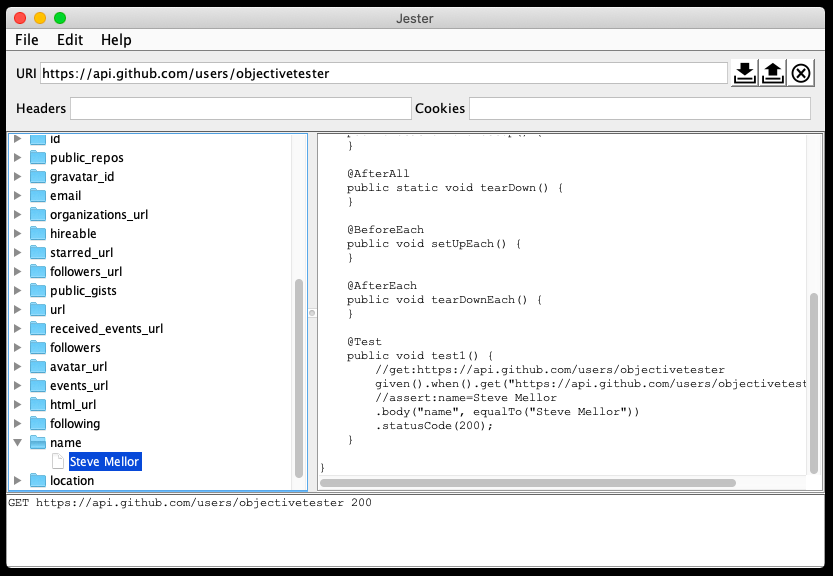 Jester
File Edit Help
URI https://api.github.com/users/objectivetester
Headers
Cookies
id
public_repos
gravatar_id
email
organizations_url
hireable
starred_url
followers_url
public_gists
url
received_events_url
followers
avatar_url
events_url
html_url
following
name
Steve Mellor
location
}
@AfterAll
public static void tearDown() {
}
@BeforeEach
public void setUpEach() {
}
@AfterEach
public void tearDownEach() {
}
@Test
public void test1() {
//get:https://api.github.com/users/objectivetester
given().when().get("https://api.github.com/users/objectivetest
//assert:name=Steve Mellor
.body("name", equalTo("Steve Mellor"))
.statusCode(200);
}
}
GET https://api.github.com/users/objectivetester 200